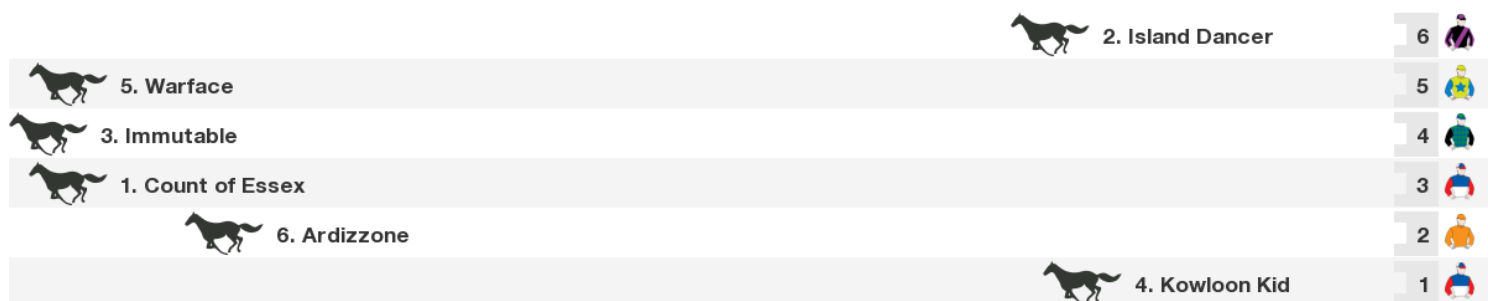 2. Island Dancer 6
5. Warface 5
3. Immutable 4
1. Count of Essex 3
6. Ardizzone 2
4. Kowloon Kid 1